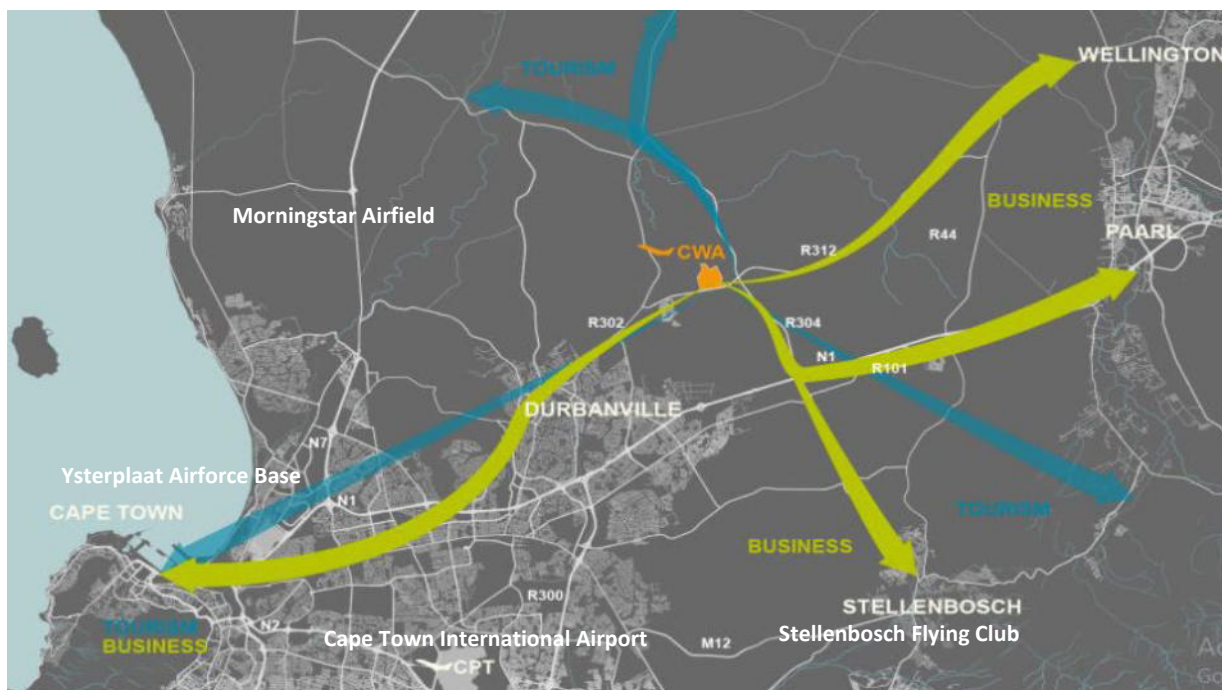 WELLINGTON
TOURISM
BUSINESS
Morningstar Airfield
R44
PAARL
R312
CWA
R302
R304
N1
R101
DURBANVILLE
N7
Ysterplaat Airforce Base
N1
CAPE TOWN
TOURISM
BUSINESS
R300
STELLENBOSCH
TOURISM
BUSINESS
N2
Cape Town International Airport
Stellenbosch Flying Club
M12
CPT